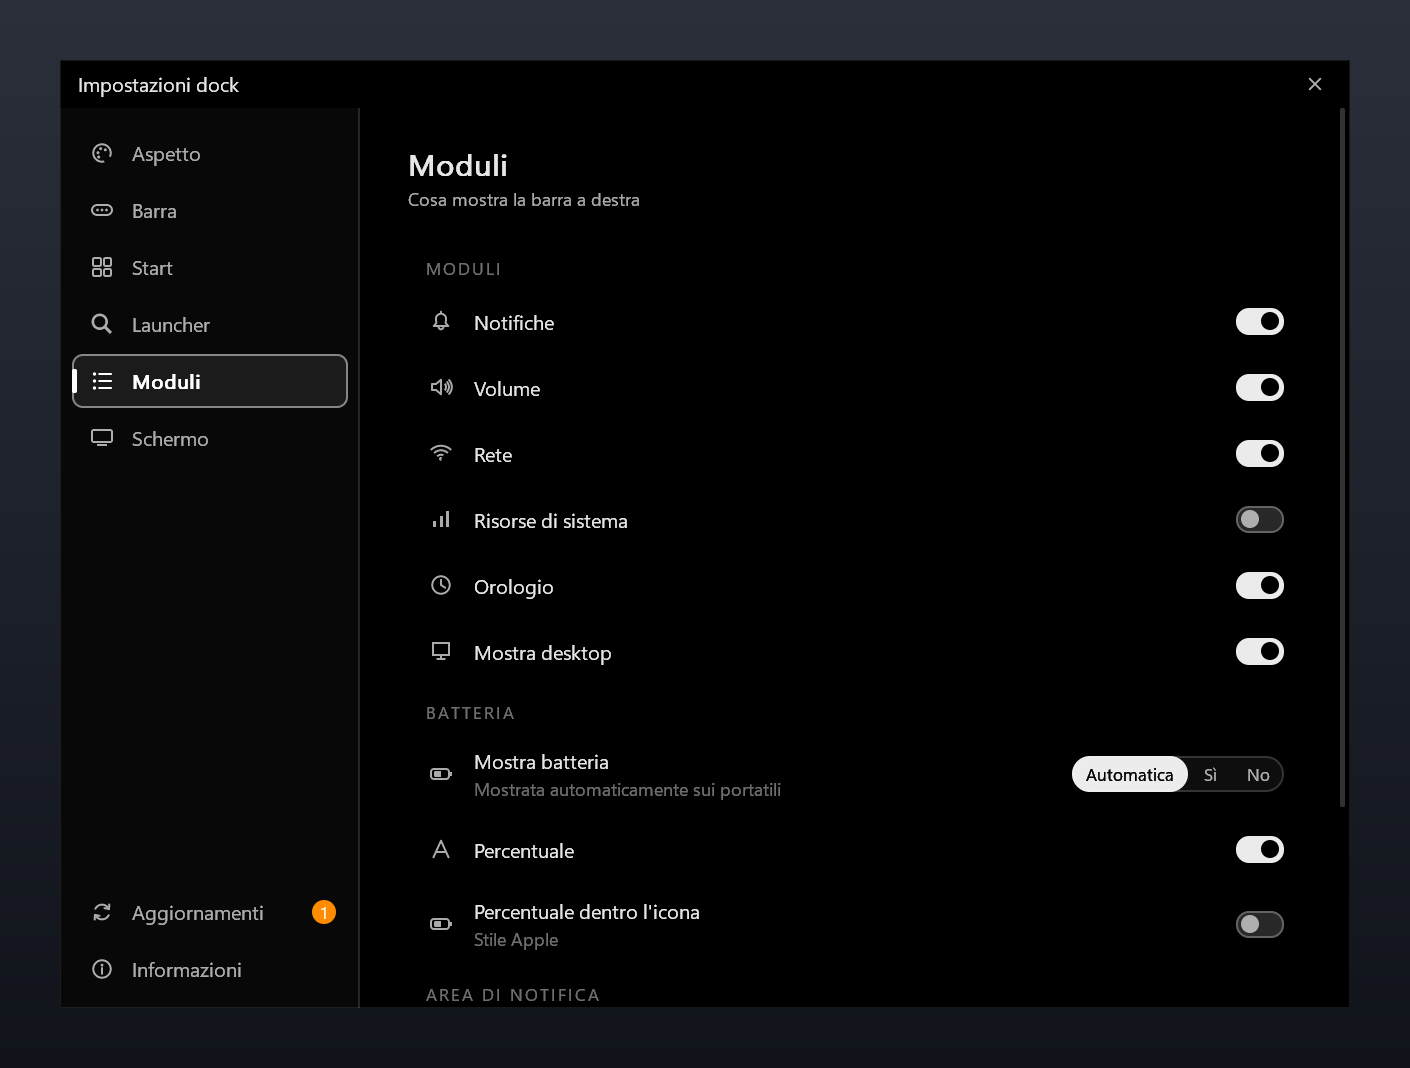 Impostazioni dock
Aspetto
Barra
Start
Launcher
Moduli
Schermo
Aggiornamenti 1
Informazioni
Moduli
Cosa mostra la barra a destra
MODULI
Notifiche
Volume
Rete
Risorse di sistema
Orologio
Mostra desktop
BATTERIA
Mostra batteria
Mostrata automaticamente sui portatili
Automatica Sì No
Percentuale
Percentuale dentro l'icona
Stile Apple
AREA DI NOTIFICA